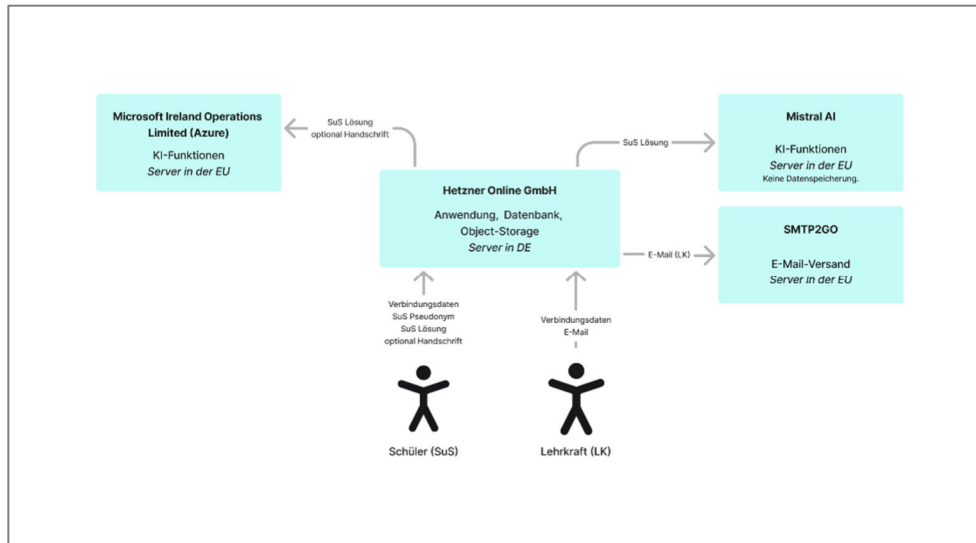 Microsoft Ireland Operations
Limited (Azure)
KI-Funktionen
Server in der EU
SuS Lösung
optional Handschrift
Hetzner Online GmbH
Anwendung, Datenbank,
Object-Storage
Server in DE
SuS Lösung
Mistral AI
KI-Funktionen
Server in der EU
Keine Datenspeicherung.
E-Mail (LK)
SMTP2GO
E-Mail-Versand
Server in der EU
Verbindungsdaten
SuS Pseudonym
SuS Lösung
optional Handschrift
Schüler (SuS)
Verbindungsdaten
E-Mail
Lehrkraft (LK)